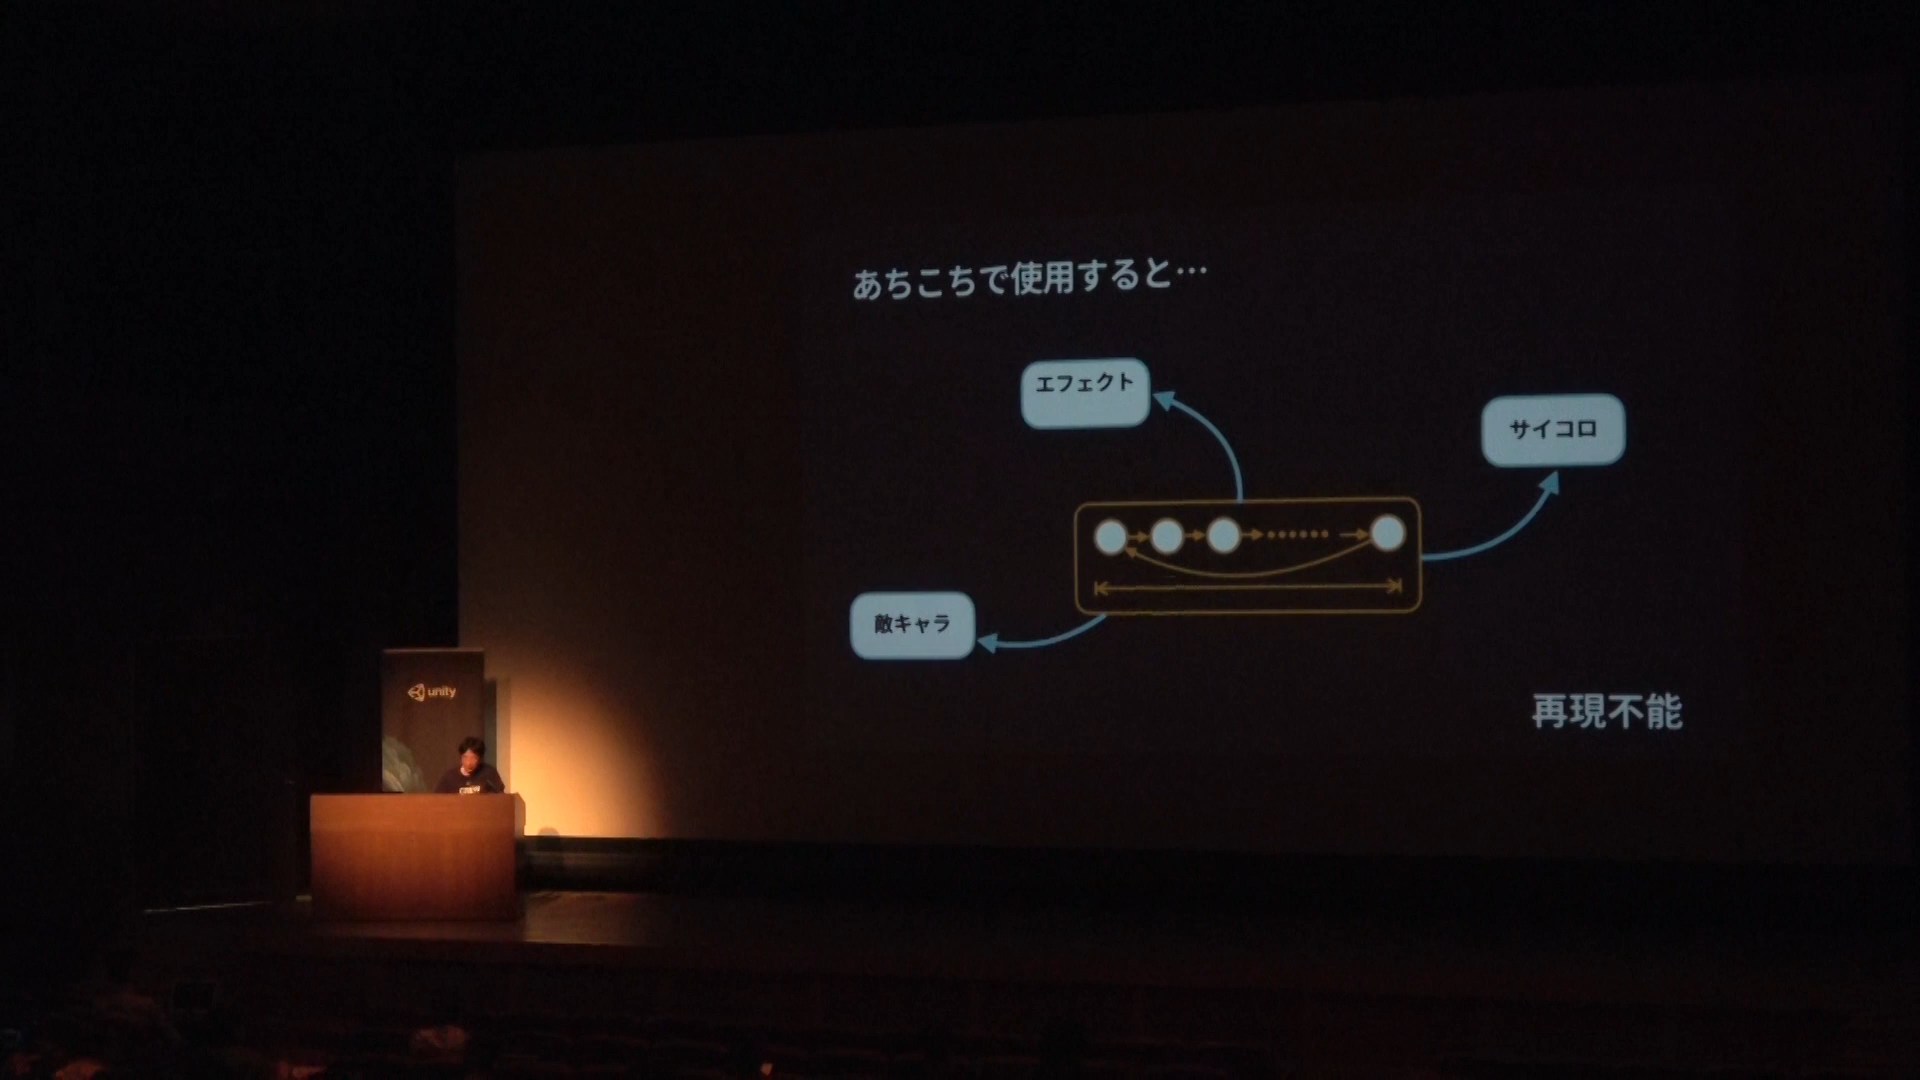 あちこちで使用すると…
エフェクト
サイコロ
敵キャラ
再現不能
unity